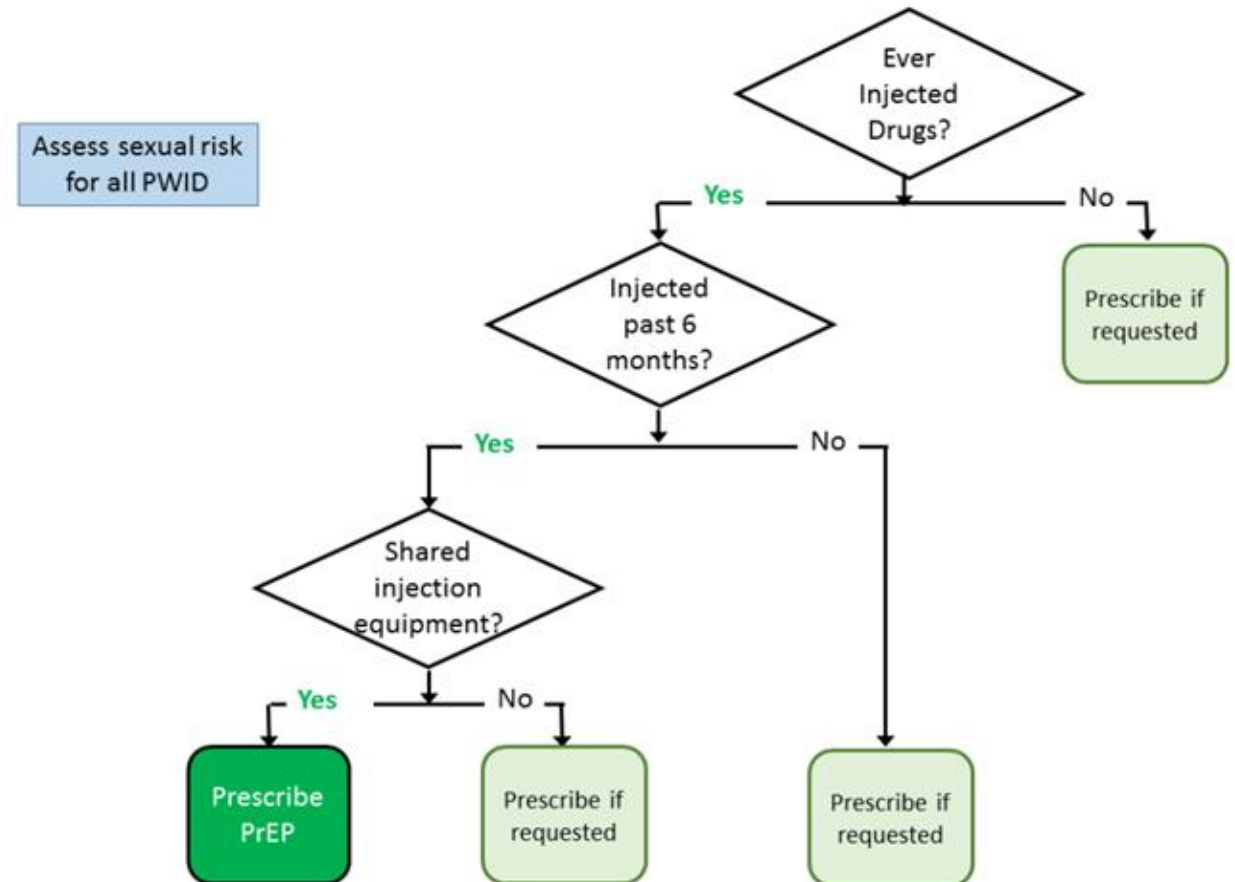 Ever
Injected
Drugs?
Assess sexual risk
for all PWID
Yes
No
Injected
past 6
months?
Prescribe if
requested
Yes
No
Shared
injection
equipment?
Yes
No
Prescribe
PrEP
Prescribe if
requested
Prescribe if
requested